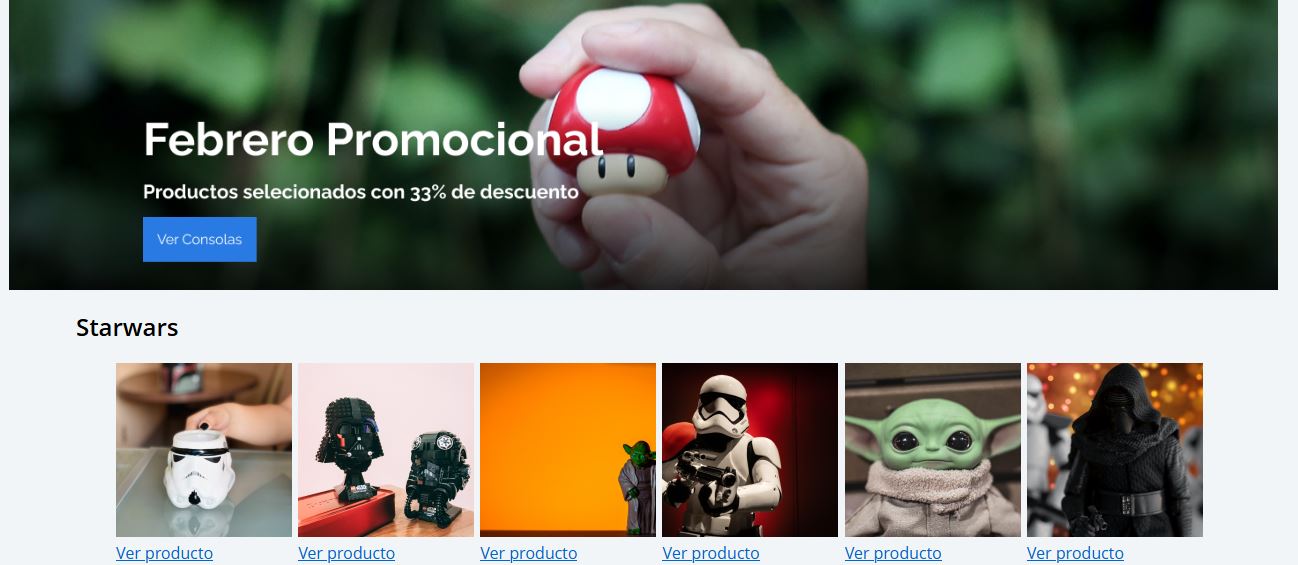 Febrero Promocional
Productos selecionados con 33% de descuento
Ver Consolas
Starwars
Ver producto
Ver producto
Ver producto
Ver producto
Ver producto
Ver producto